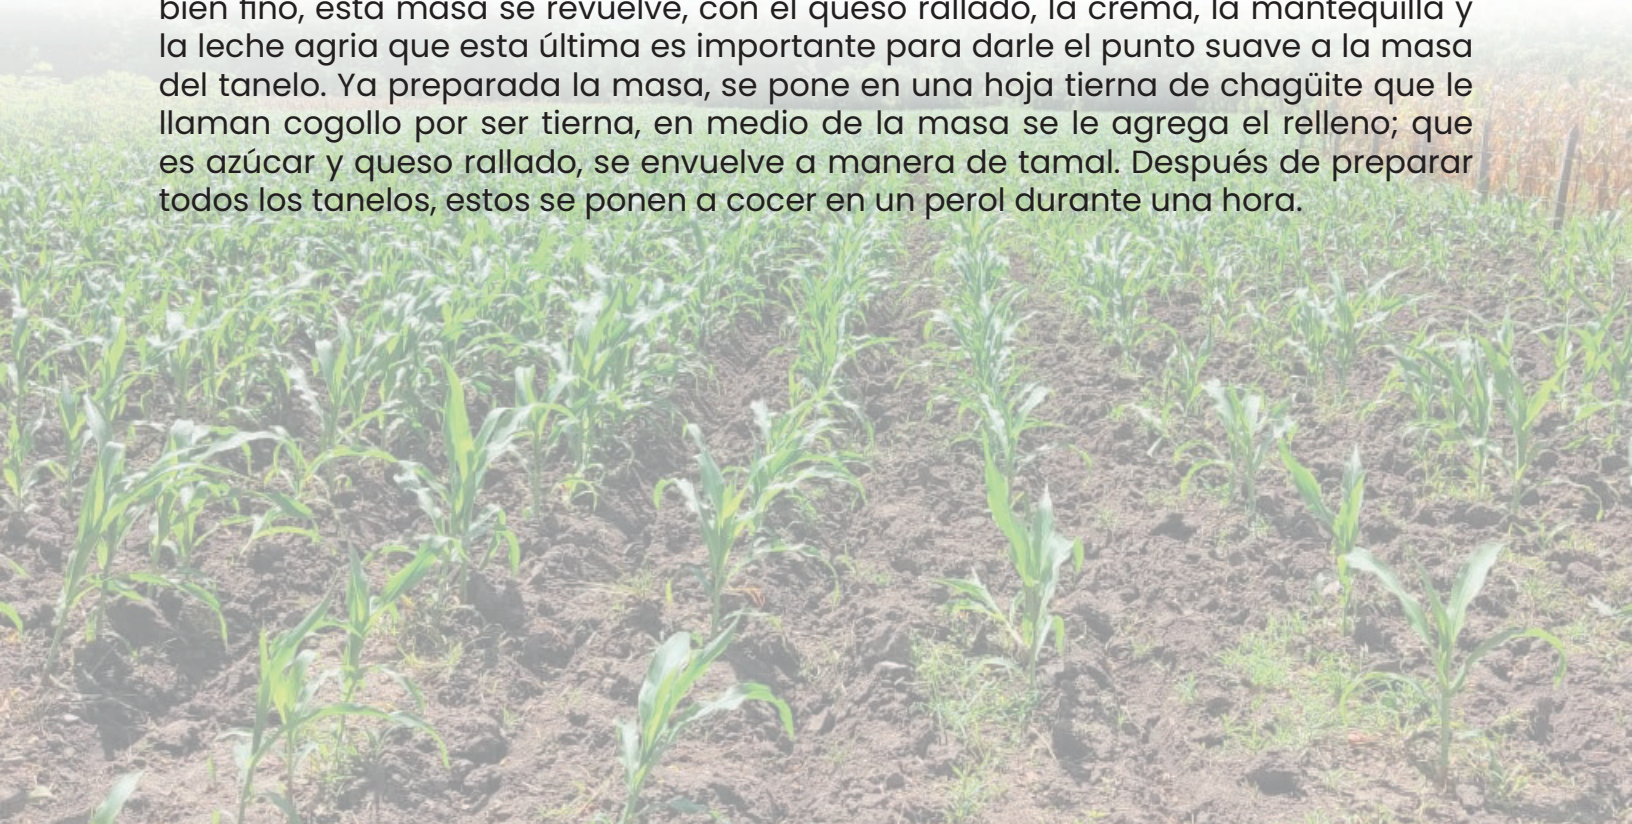 bien fino, esta masa se revuelve, con el queso rallado, la crema, la mantequilla y
la leche agria que esta última es importante para darle el punto suave a la masa
del tanelo. Ya preparada la masa, se pone en una hoja tierna de chagüite que le
llaman cogollo por ser tierna, en medio de la masa se le agrega el relleno; que
es azúcar y queso rallado, se envuelve a manera de tamal. Después de preparar
todos los tanelos, estos se ponen a cocer en un perol durante una hora.